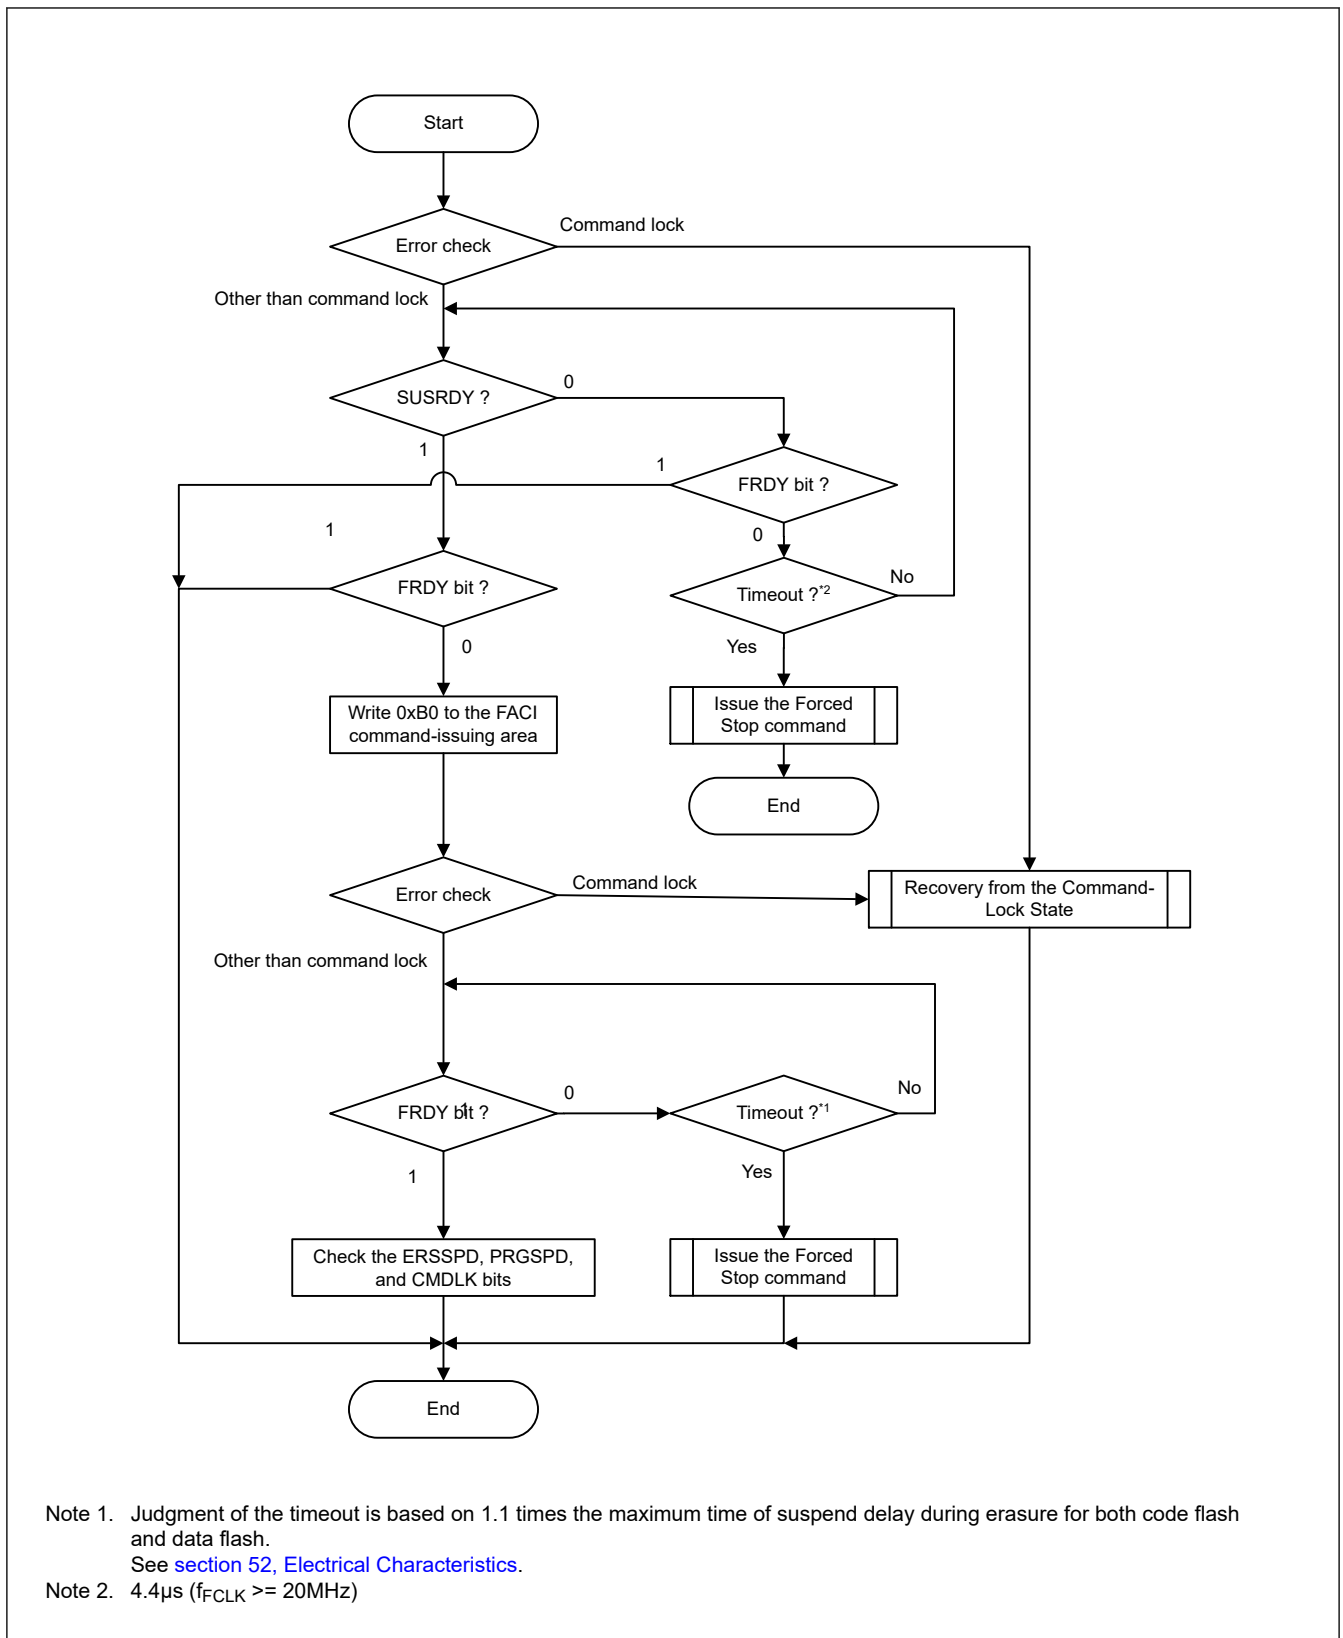 Start
Error check
Command lock
Other than command lock
SUSRDY ?
0
1
1
FRDY bit ?
1
0
FRDY bit ?
Timeout ?*2
No
0
Yes
Write 0xB0 to the FACI
command-issuing area
Issue the Forced
Stop command
End
Error check
Command lock
Recovery from the Command-
Lock State
Other than command lock
FRDY bit ?
1
0
Timeout ?*1
No
1
Yes
Check the ERSSPD, PRGSPD,
and CMDLK bits
Issue the Forced
Stop command
End
Note 1. Judgment of the timeout is based on 1.1 times the maximum time of suspend delay during erasure for both code flash
and data flash.
See section 52, Electrical Characteristics.
Note 2. 4.4µs (fFCLK >= 20MHz)